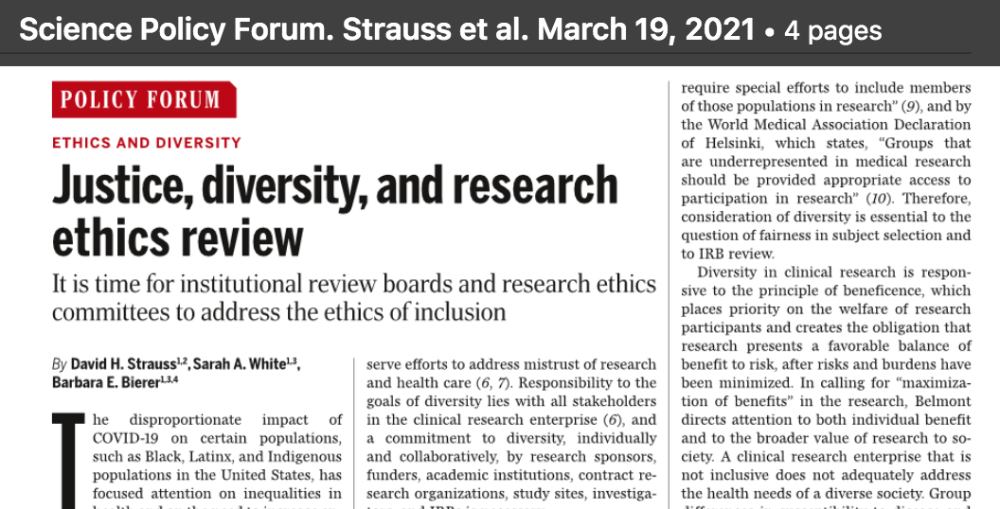 Science Policy Forum. Strauss et al. March 19, 2021 • 4 pages
POLICY FORUM
ETHICS AND DIVERSITY
Justice, diversity, and research
ethics review
It is time for institutional review boards and research ethics
committees to address the ethics of inclusion
By David H. Strauss1,2, Sarah A. White1,3,
Barbara E. Bierer1,3,4
The disproportionate impact of
COVID-19 on certain populations,
such as Black, Latinx, and Indigenous
populations in the United States, has
focused attention on inequalities in
serve efforts to address mistrust of research
and health care (6, 7). Responsibility to the
goals of diversity lies with all stakeholders
in the clinical research enterprise (6), and
a commitment to diversity, individually
and collaboratively, by research sponsors,
funders, academic institutions, contract re-
search organizations, study sites, investiga-
require special efforts to include members
of those populations in research” (9), and by
the World Medical Association Declaration
of Helsinki, which states, “Groups that
are underrepresented in medical research
should be provided appropriate access to
participation in research” (10). Therefore,
consideration of diversity is essential to the
question of fairness in subject selection and
to IRB review.
Diversity in clinical research is respon-
sive to the principle of beneficence, which
places priority on the welfare of research
participants and creates the obligation that
research presents a favorable balance of
benefit to risk, after risks and burdens have
been minimized. In calling for “maximiza-
tion of benefits” in the research, Belmont
directs attention to both individual benefit
and to the broader value of research to so-
ciety. A clinical research enterprise that is
not inclusive does not adequately address
the health needs of a diverse society. Group